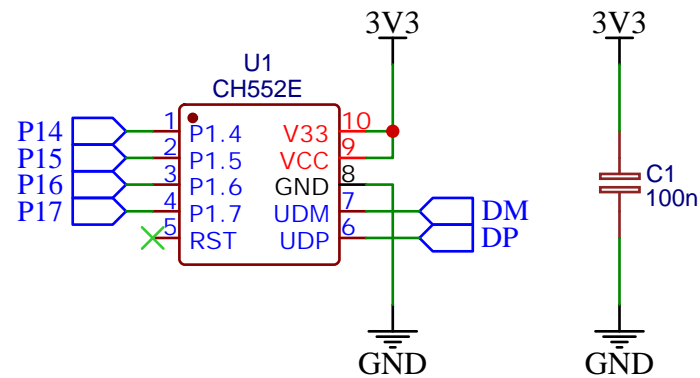 3V3
3V3
U1
CH552E
P14 1 P1.4 V33 10
P15 2 P1.5 VCC 9
P16 3 P1.6 GND 8
P17 4 P1.7 UDM 7 DM
5 RST UDP 6 DP
C1
100n
GND
GND